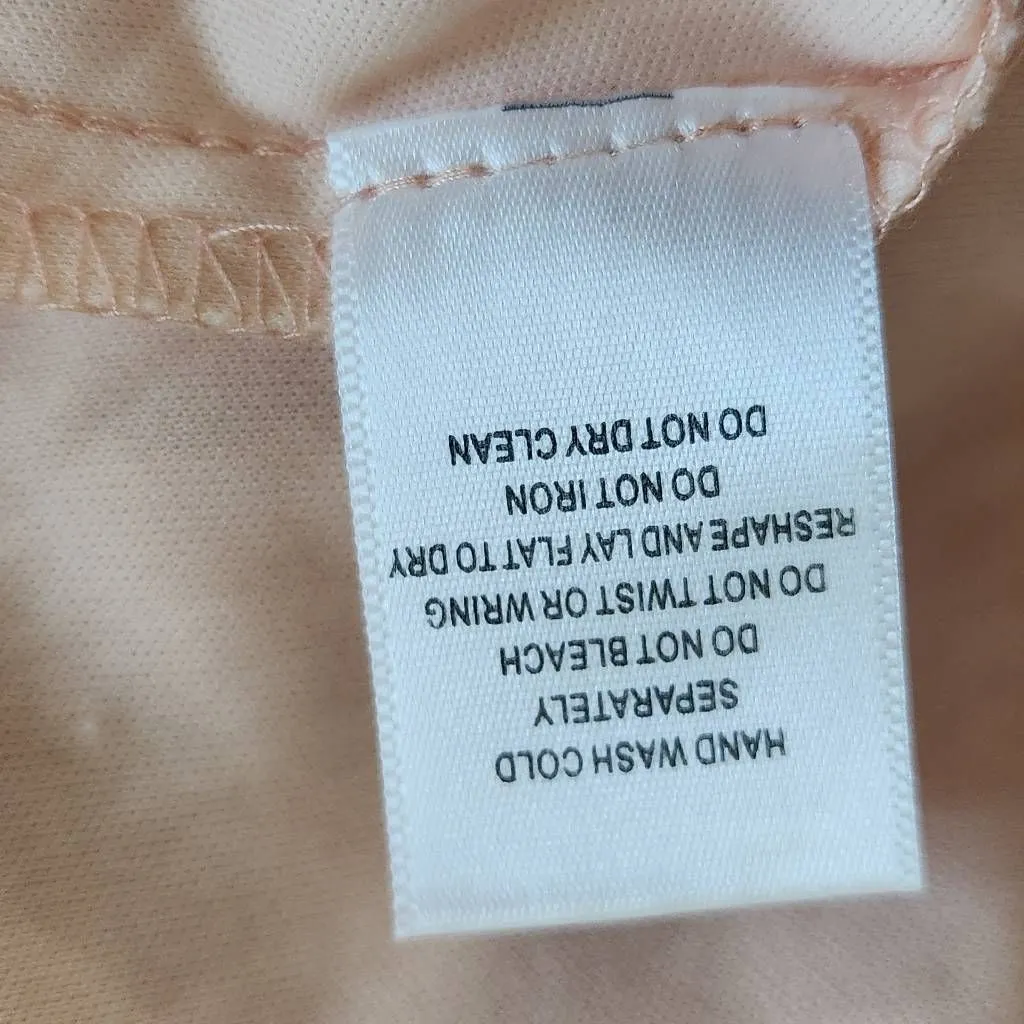 HAND WASH COLD
SEPARATELY
DO NOT BLEACH
DO NOT TWIST OR WRING
RESHAPE AND LAY FLAT TO DRY
DO NOT IRON
DO NOT DRY CLEAN